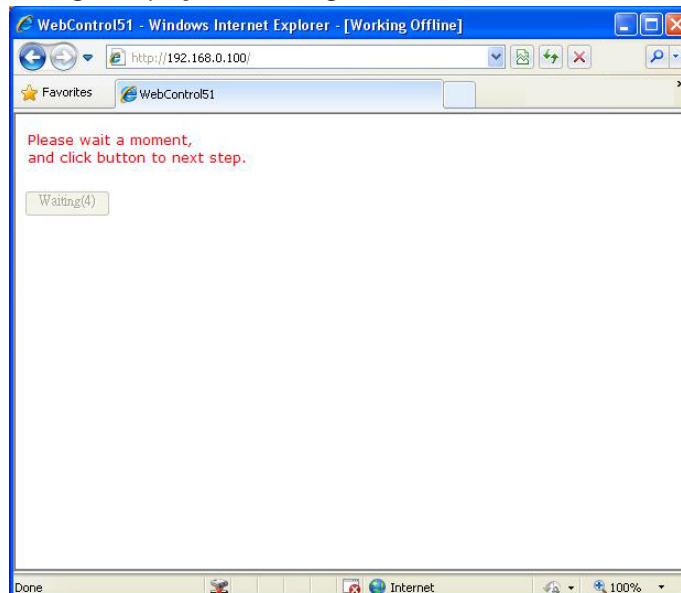 WebControl51 - Windows Internet Explorer - [Working Offline]
http://192.168.0.100/
Favorites
WebControl51
Please wait a moment,
and click button to next step.
Waiting(4)
Done
Internet
100%